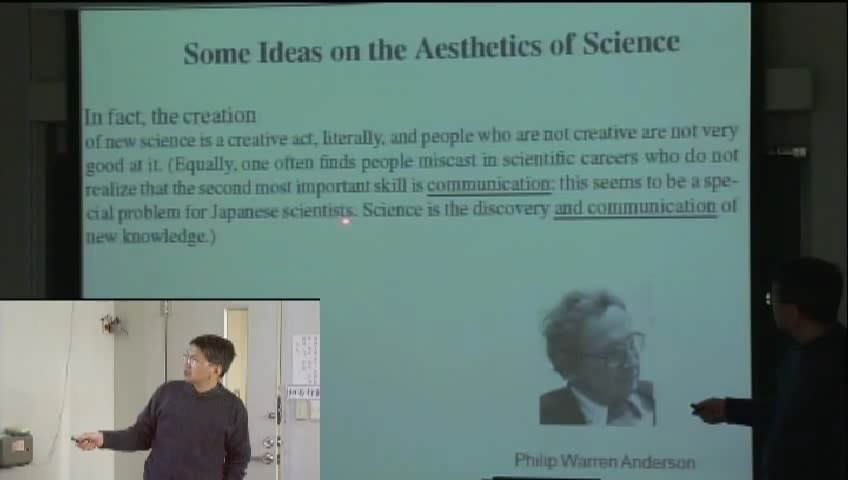 Some Ideas on the Aesthetics of Science
In fact, the creation
of new science is a creative act, literally, and people who are not creative are not very
good at it. (Equally, one often finds people miscast in scientific careers who do not
realize that the second most important skill is communication: this seems to be a spe-
cial problem for Japanese scientists. Science is the discovery and communication of
new knowledge.)
Philip Warren Anderson